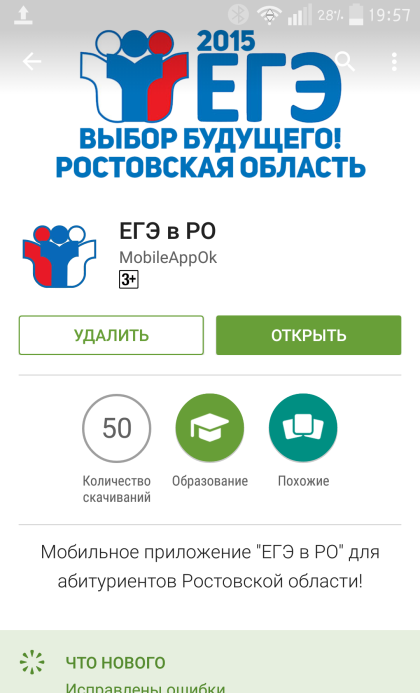 28% 19:57
2015
ЕГЭ
ВЫБОР БУДУЩЕГО!
РОСТОВСКАЯ ОБЛАСТЬ
ЕГЭ в РО
MobileAppOk
3+
УДАЛИТЬ ОТКРЫТЬ
50
Количество скачиваний
Образование
Похожие
Мобильное приложение "ЕГЭ в РО" для
абитуриентов Ростовской области!
ЧТО НОВОГО
Исправлены ошибки